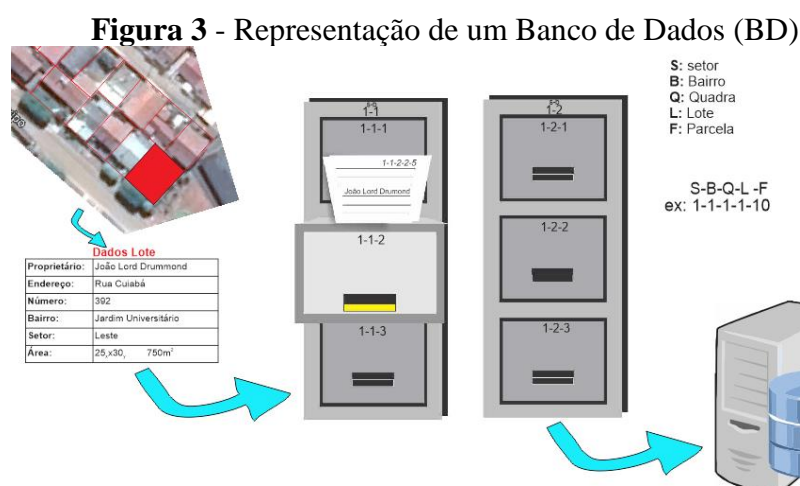 Figura 3 - Representação de um Banco de Dados (BD)
S: setor
B: Bairro
Q: Quadra
L: Lote
F: Parcela
S-B-Q-L -F
ex: 1-1-1-1-10
Dados Lote
Proprietário: João Lord Drummond
Endereço: Rua Cuiabá
Número: 392
Bairro: Jardim Universitário
Setor: Leste
Área: 25,x30, 750m²
1-1
1-1-1
1-1-2-2-5
João Lord Drumond
1-1-2
1-1-3
1-2
1-2-1
1-2-2
1-2-3